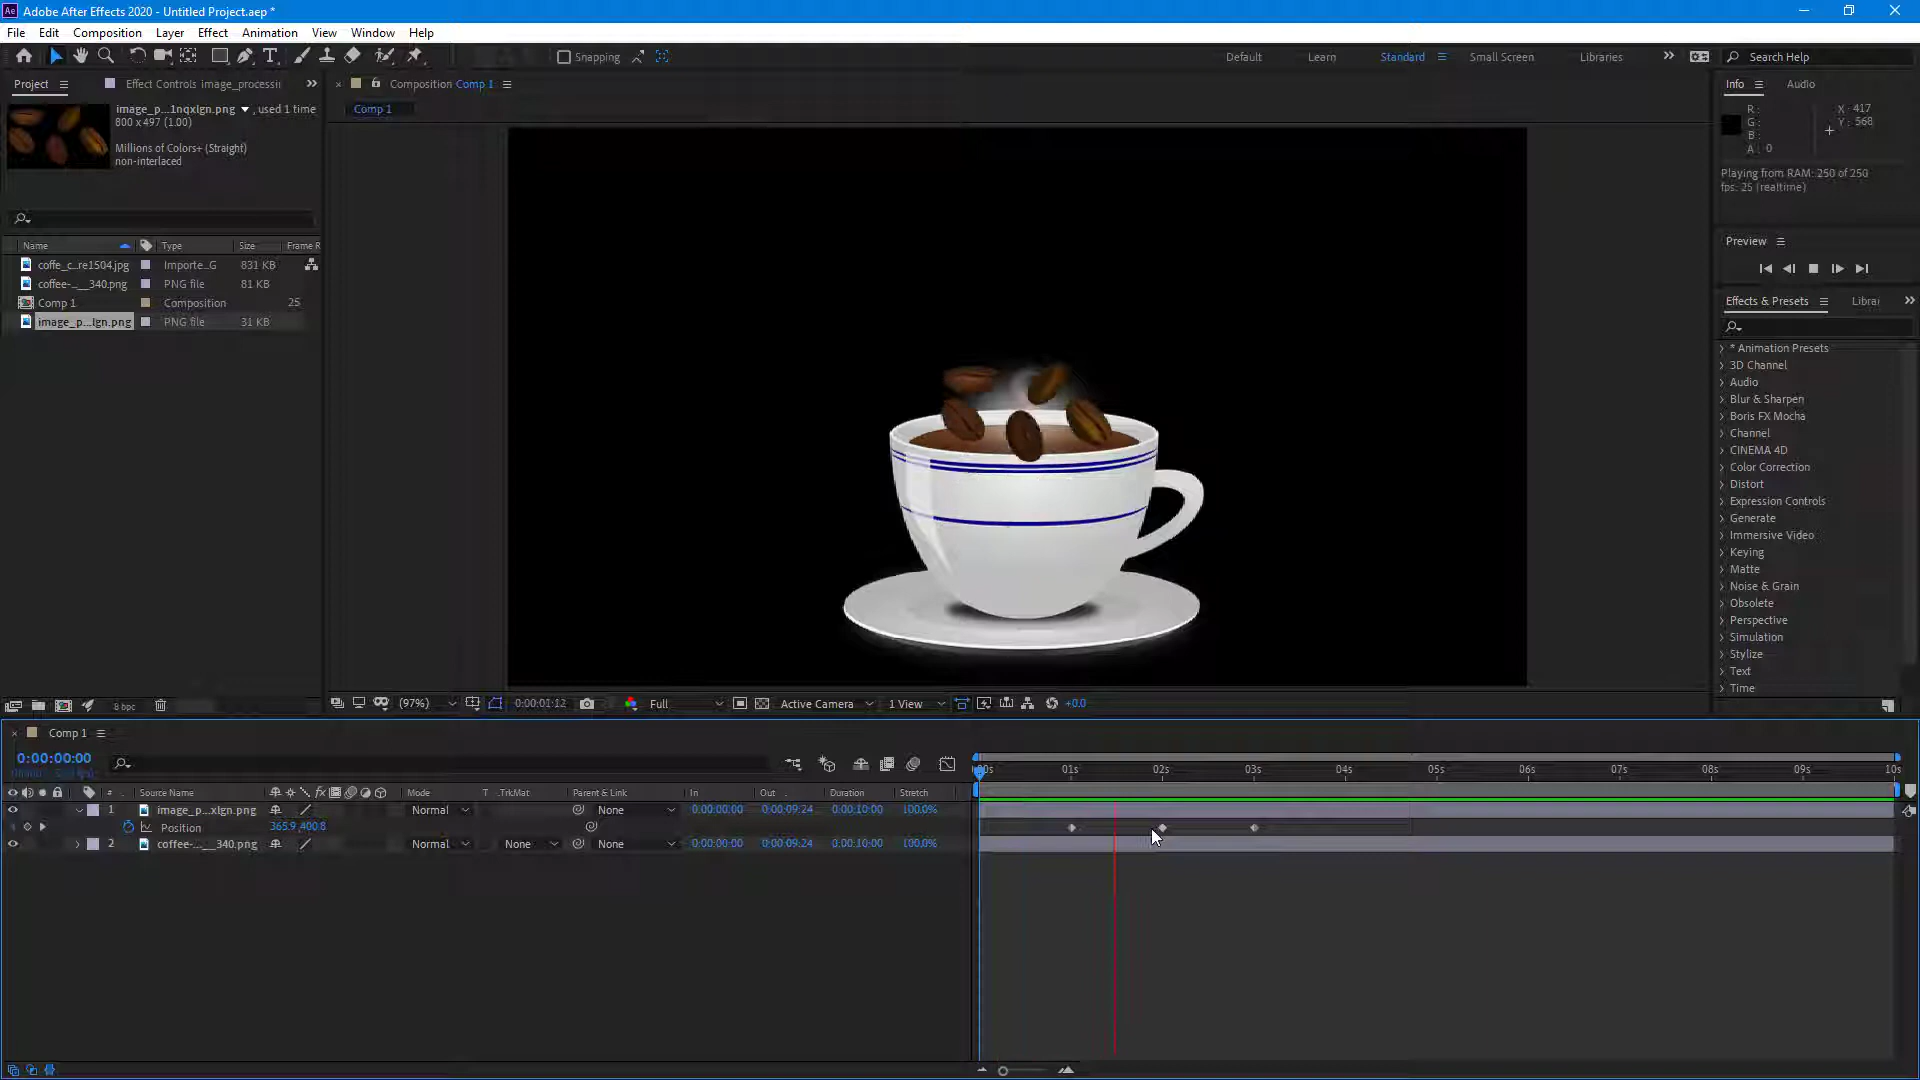 Ae Adobe After Effects 2020 - Untitled Project.aep *
File Edit Composition Layer Effect Animation View Window Help
Snapping Default Learn Standard Small Screen Libraries Search Help
Project Effect Controls image_processii Composition Comp 1 Info Audio
image_p...1nqxlgn.png , used 1 time
800 x 497 (1.00)
Millions of Colors+ (Straight)
non-interlaced
Comp 1
R : X : 417
G : Y : 568
B :
A : 0
Playing from RAM: 250 of 250
fps: 25 (realtime)
Preview
Name Type Size Frame R
coffe_c...re1504.jpg Importe...G 831 KB
coffee-...__340.png PNG file 81 KB
Comp 1 Composition 25
image_p...lgn.png PNG file 31 KB
Effects & Presets Librai
* Animation Presets
3D Channel
Audio
Blur & Sharpen
Boris FX Mocha
Channel
CINEMA 4D
Color Correction
Distort
Expression Controls
Generate
Immersive Video
Keying
Matte
Noise & Grain
Obsolete
Perspective
Simulation
Stylize
Text
Time
8 bpc (97%) 0:00:01:12 Full Active Camera 1 View +0.0
Comp 1
0:00:00:00
00s 01s 02s 03s 04s 05s 06s 07s 08s 09s 10s
# Source Name Mode T .TrkMat Parent & Link In Out Duration Stretch
1 image_p...xlgn.png Normal None 0:00:00:00 0:00:09:24 0:00:10:00 100.0%
Position 365.9,400.8
2 coffee-...__340.png Normal None None 0:00:00:00 0:00:09:24 0:00:10:00 100.0%